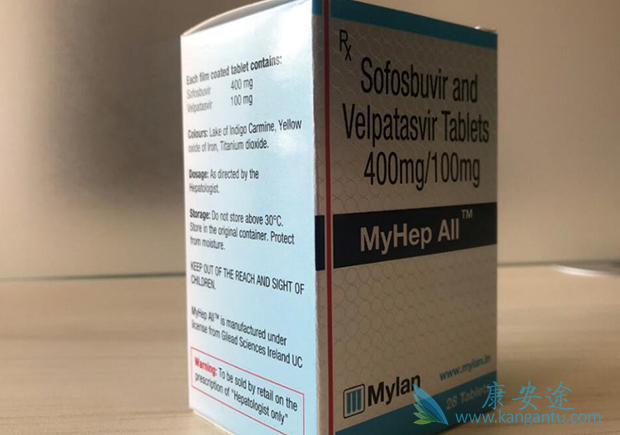 Each film coated tablet contains:
Sofosbuvir 400 mg
Velpatasvir 100 mg
Colours: Lake of Indigo Carmine, Yellow
oxide of Iron, Titanium dioxide.
Dosage: As directed by the
Hepatologist.
Storage: Do not store above 30°C.
Store in the original container. Protect
from moisture.
KEEP OUT OF THE REACH AND SIGHT OF
CHILDREN.
MyHep All™ is manufactured under
license from Gilead Sciences Ireland UC
Warning: To be sold by retail on the
prescription of "Hepatologist only"
Rx
Sofosbuvir and
Velpatasvir Tablets
400mg/100mg
MyHep All™
www.mylan.in
Mylan
28 Tablets
康安途
www.kangantu.com